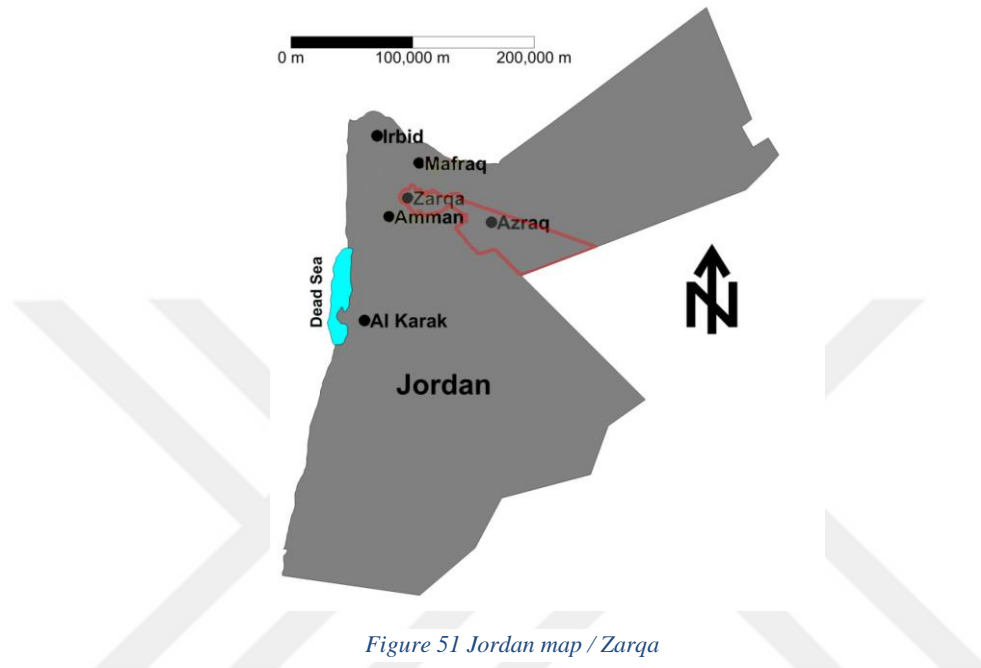 0 m 100,000 m 200,000 m
Irbid
Mafraq
Zarqa
Amman
Azraq
Dead Sea
N
Al Karak
Jordan
Figure 51 Jordan map / Zarqa